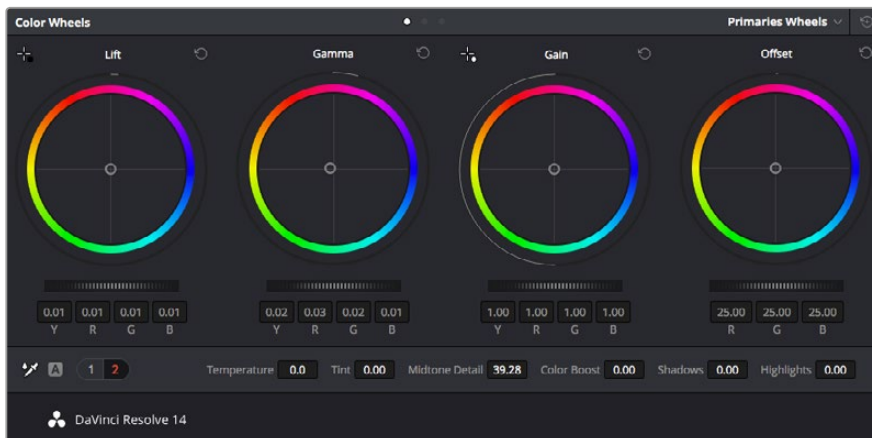 Color Wheels Primaries Wheels
Lift Gamma Gain Offset
0.01 0.01 0.01 0.01 0.02 0.03 0.02 0.01 1.00 1.00 1.00 1.00 25.00 25.00 25.00
Y R G B Y R G B Y R G B R G B
A 1 2 Temperature 0.0 Tint 0.00 Midtone Detail 39.28 Color Boost 0.00 Shadows 0.00 Highlights 0.00
DaVinci Resolve 14